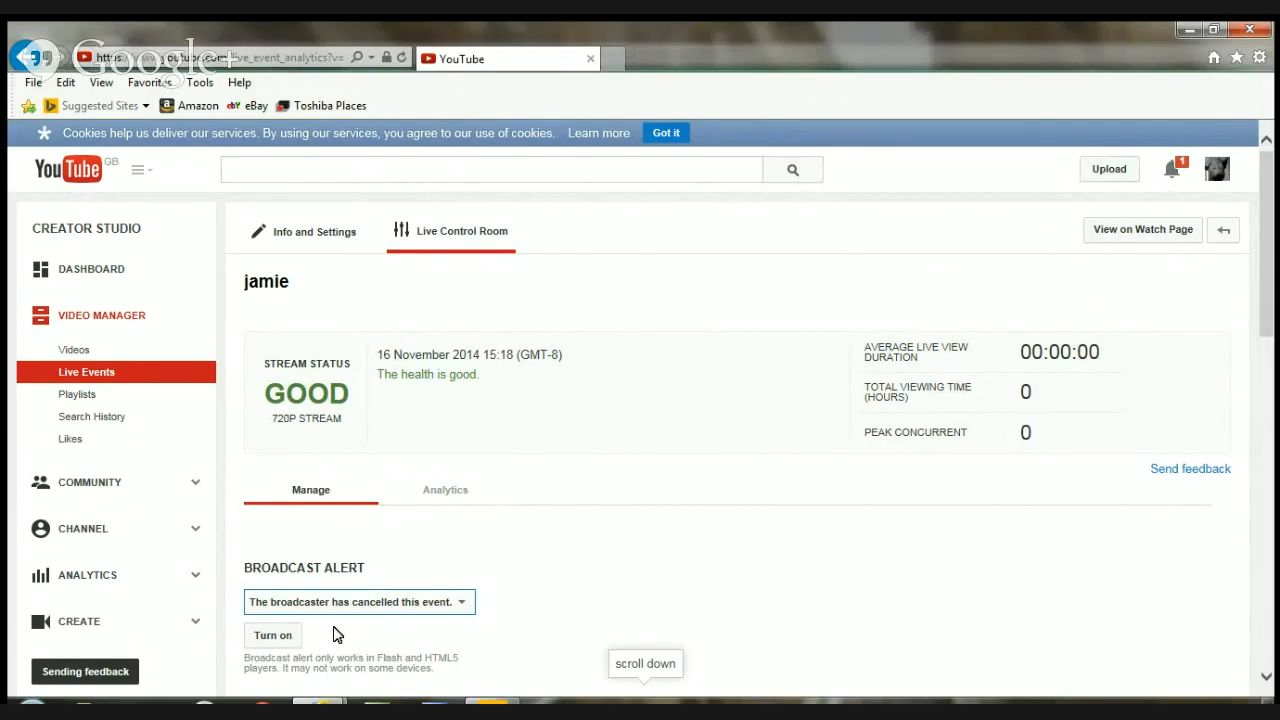 Google+
YouTube
File Edit View Favorites Tools Help
Suggested Sites Amazon eBay Toshiba Places
Cookies help us deliver our services. By using our services, you agree to our use of cookies. Learn more Got it
YouTube GB
Upload
1
CREATOR STUDIO
Info and Settings
Live Control Room
View on Watch Page
DASHBOARD
jamie
VIDEO MANAGER
Videos
Live Events
Playlists
Search History
Likes
COMMUNITY
CHANNEL
ANALYTICS
CREATE
Sending feedback
STREAM STATUS
GOOD
720P STREAM
16 November 2014 15:18 (GMT-8)
The health is good.
AVERAGE LIVE VIEW
DURATION
00:00:00
TOTAL VIEWING TIME
(HOURS)
0
PEAK CONCURRENT
0
Send feedback
Manage
Analytics
BROADCAST ALERT
The broadcaster has cancelled this event.
Turn on
Broadcast alert only works in Flash and HTML5
players. It may not work on some devices.
scroll down